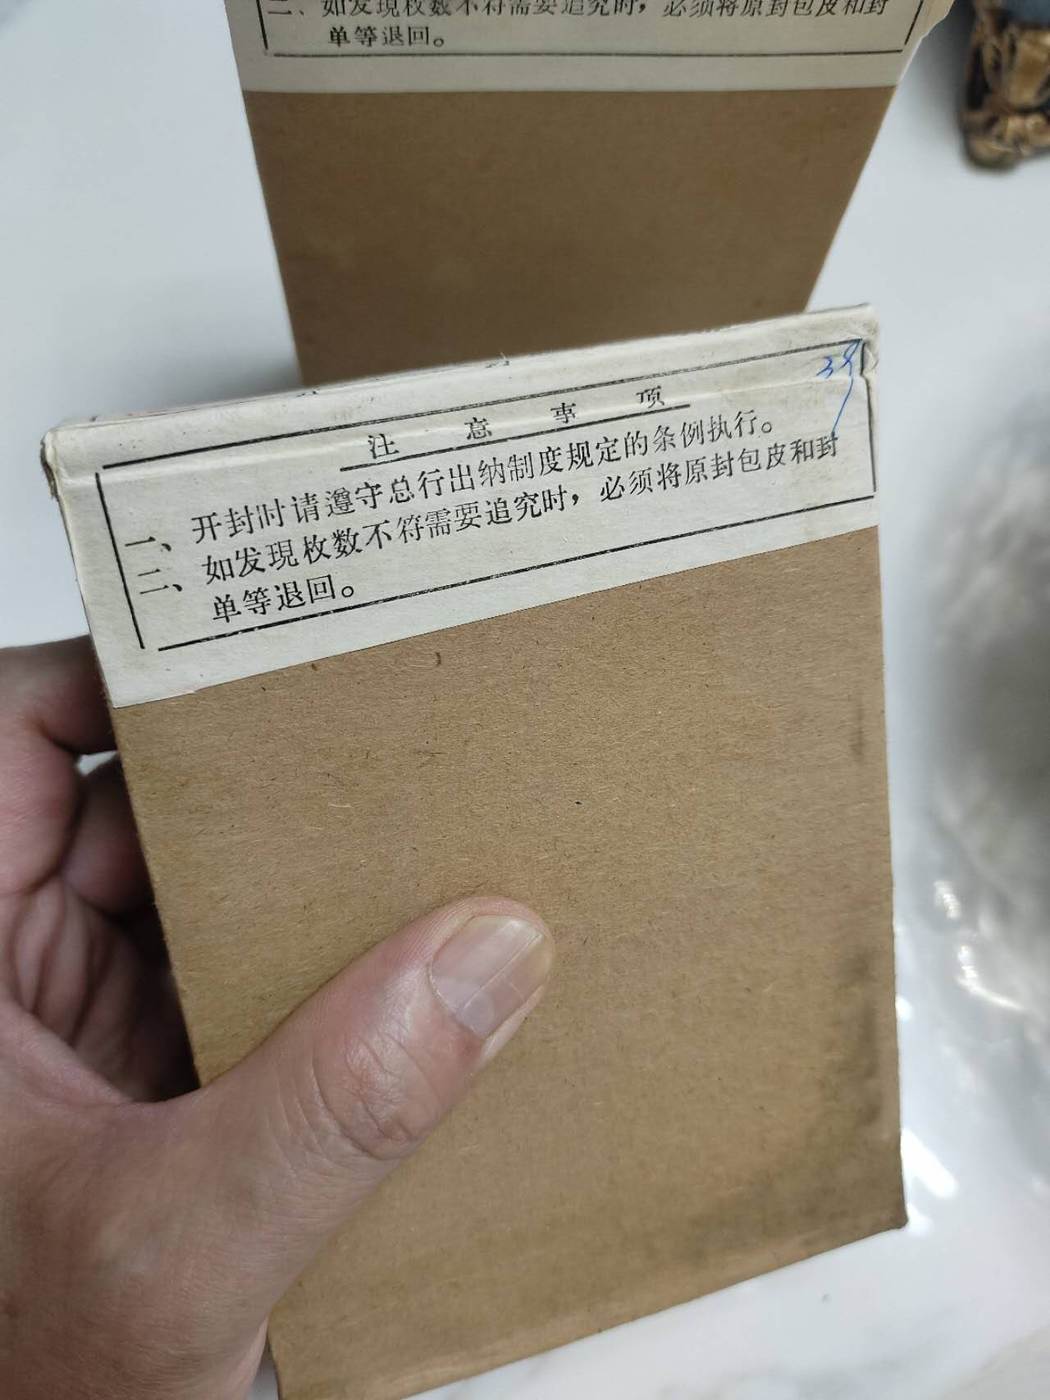 二、如发現枚数不符需要追究时，必须将原封包皮和封
单等退回。
注意事项
一、开封时请遵守总行出纳制度规定的条例执行。
二、如发現枚数不符需要追究时，必须将原封包皮和封
单等退回。